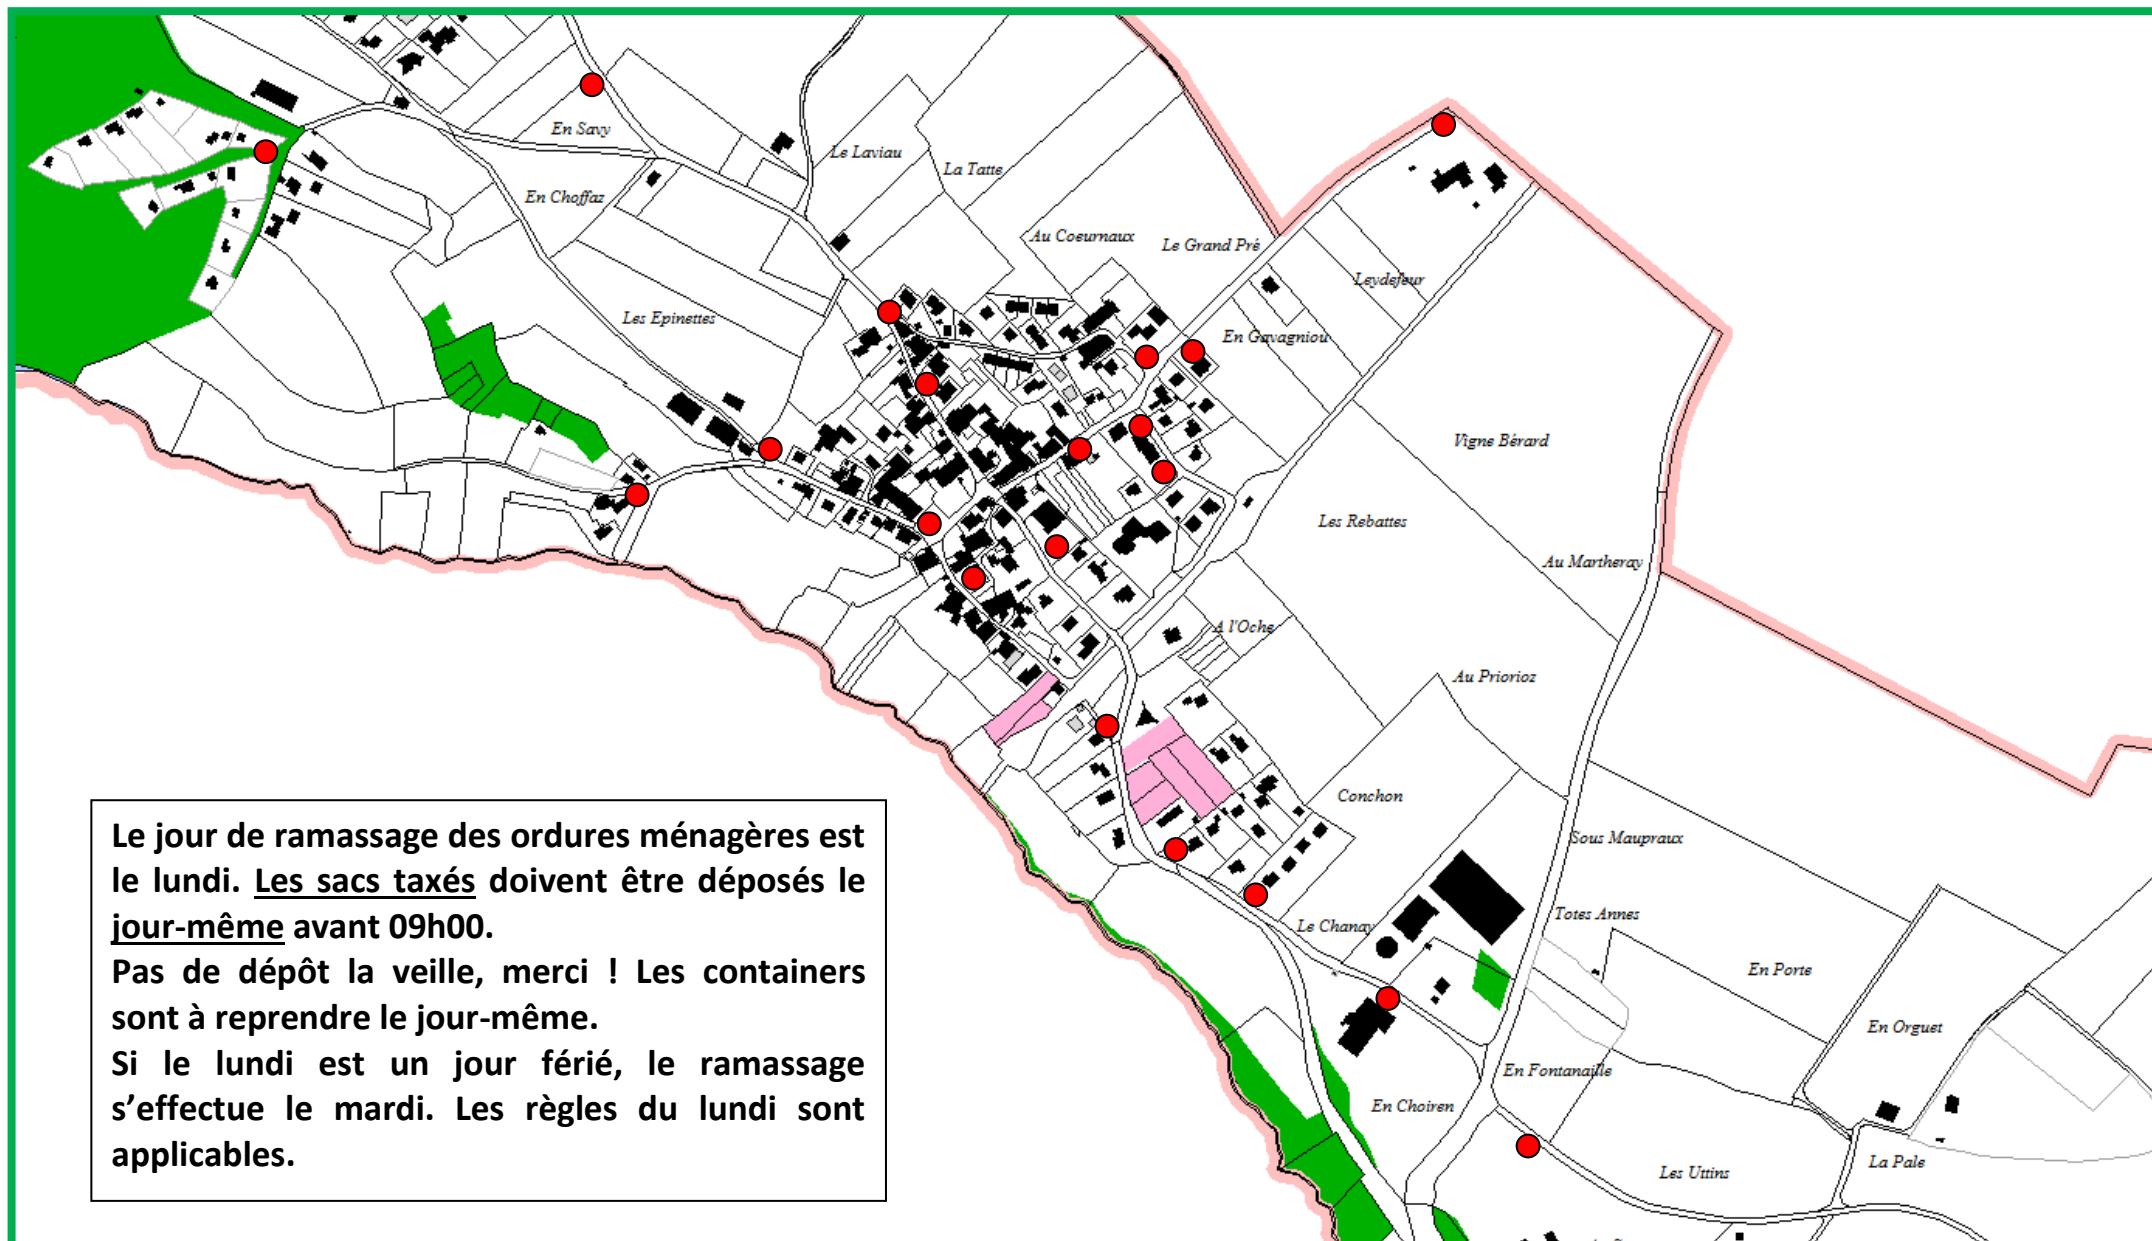 En Savy
Le Laviau
La Tatte
En Choffaz
Au Coeurnaux
Le Grand Pré
Leydefeur
Les Epinettes
En Gavagniou
Vigne Bérard
Les Rebattes
Au Martheray
A l'Oche
Au Priorioz
Conchon
Sous Maupraux
Le Chanay
Totes Annes
En Porte
En Orguet
En Fontanaille
En Choiren
Les Uttins
La Pale
Le jour de ramassage des ordures ménagères est
le lundi. Les sacs taxés doivent être déposés le
jour-même avant 09h00.
Pas de dépôt la veille, merci ! Les containers
sont à reprendre le jour-même.
Si le lundi est un jour férié, le ramassage
s’effectue le mardi. Les règles du lundi sont
applicables.